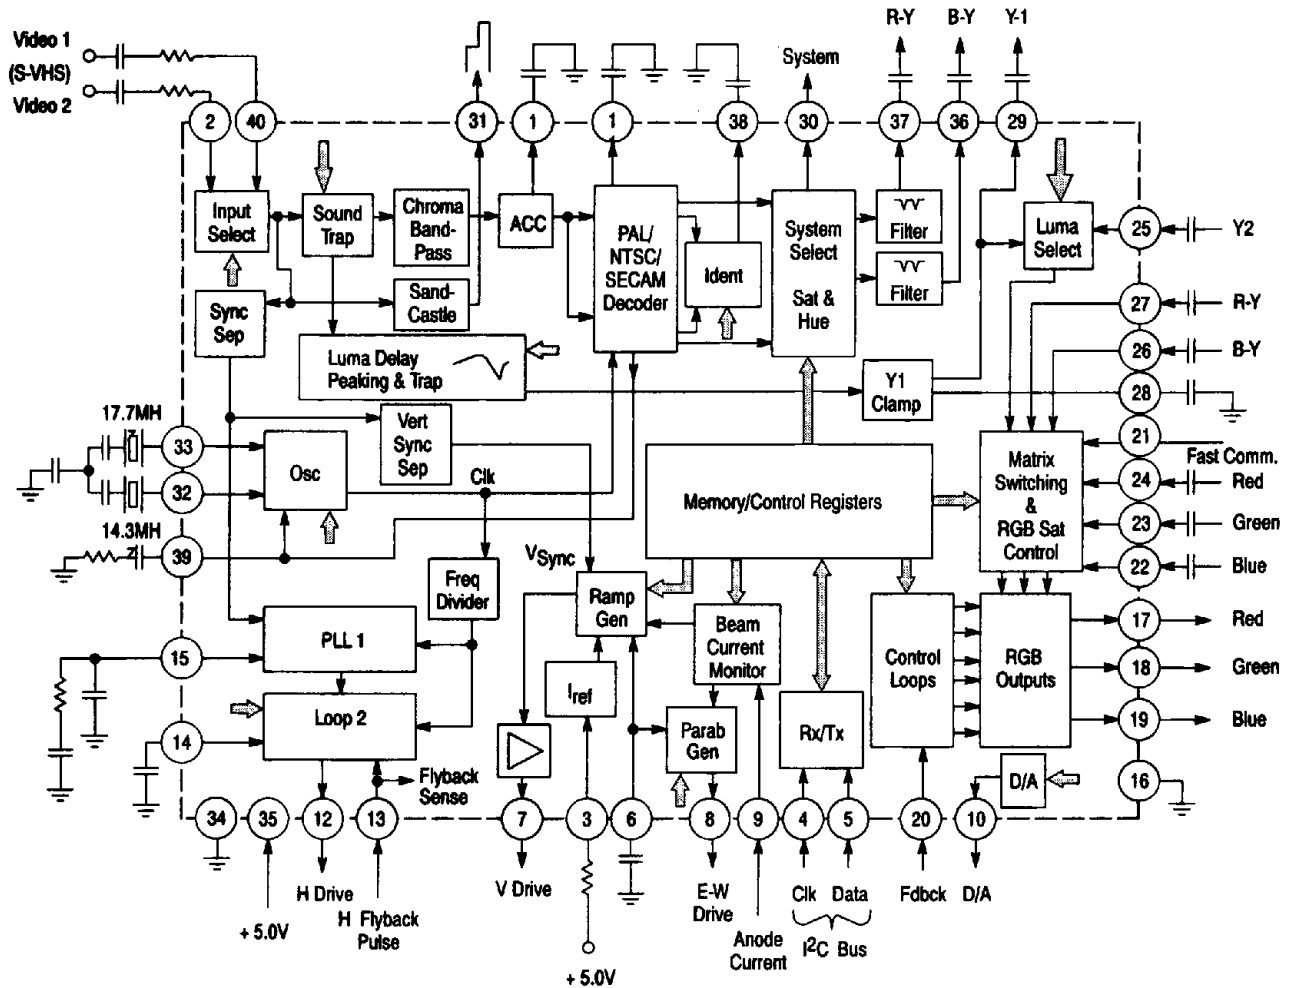 R-Y B-Y Y-1
Video 1
(S-VHS)
Video 2
System
2 40 31 1 1 38 30 37 36 29
Input
Select
Sound
Trap
Chroma
Band-
Pass
ACC
PAL/
NTSC/
SECAM
Decoder
Ident
System
Select
Sat &
Hue
Filter
Filter
Luma
Select
25 Y2
27 R-Y
26 B-Y
28
Sync
Sep
Sand-
Castle
Luma Delay
Peaking & Trap
Y1
Clamp
Vert
Sync
Sep
17.7MH
Z
33
32
14.3MH
Z
39
Osc
Clk
VSync
Memory/Control Registers
Matrix
Switching
&
RGB Sat
Control
21
Fast Comm.
24 Red
23 Green
22 Blue
Freq
Divider
Ramp
Gen
Beam
Current
Monitor
Control
Loops
RGB
Outputs
17 Red
18 Green
19 Blue
16
15
PLL 1
14
Loop 2
Iref
Parab
Gen
Rx/Tx
D/A
Flyback
Sense
34 35 12 13 7 3 6 8 9 4 5 20 10
H Drive
H Flyback
Pulse
+ 5.0V
V Drive
+ 5.0V
E-W
Drive
Anode
Current
Clk Data
I2C Bus
Fdbck
D/A